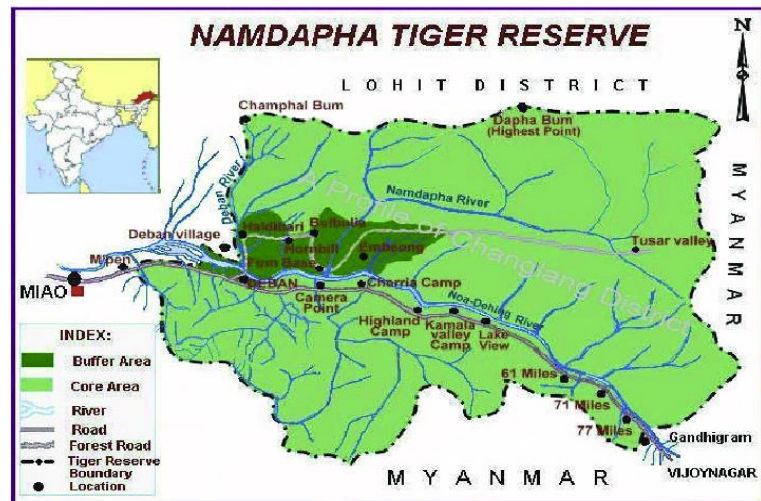 NAMDAPHA TIGER RESERVE
N
LOHIT DISTRICT
Champhal Bum
Dapha Bum
(Highest Point)
A Profile of Changlang District
Namdapha River
Deban River
Deban village
Haldibari
Bulbulia
Hornbill
Firm Base
Embeong
Tusar valley
M'pen
MIAO
DEBAN
Camera
Point
Cherria Camp
Noa-Dehing River
Highland
Camp
Kamala
valley
Camp
Lake
View
61 Miles
71 Miles
77 Miles
Gandhigram
VIJOYNAGAR
MYANMAR
MYANMAR
INDEX:
Buffer Area
Core Area
River
Road
Forest Road
Tiger Reserve
Boundary
Location